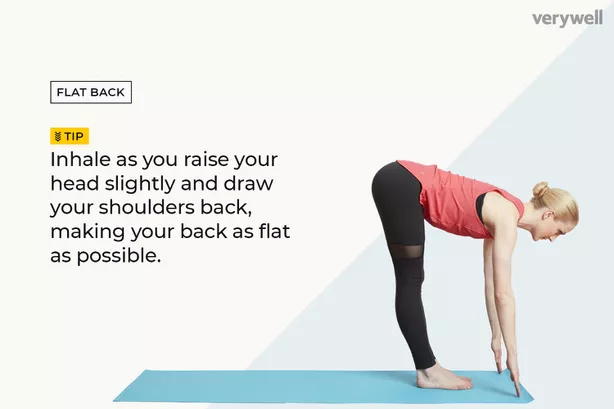 verywell
FLAT BACK
TIP
Inhale as you raise your
head slightly and draw
your shoulders back,
making your back as flat
as possible.